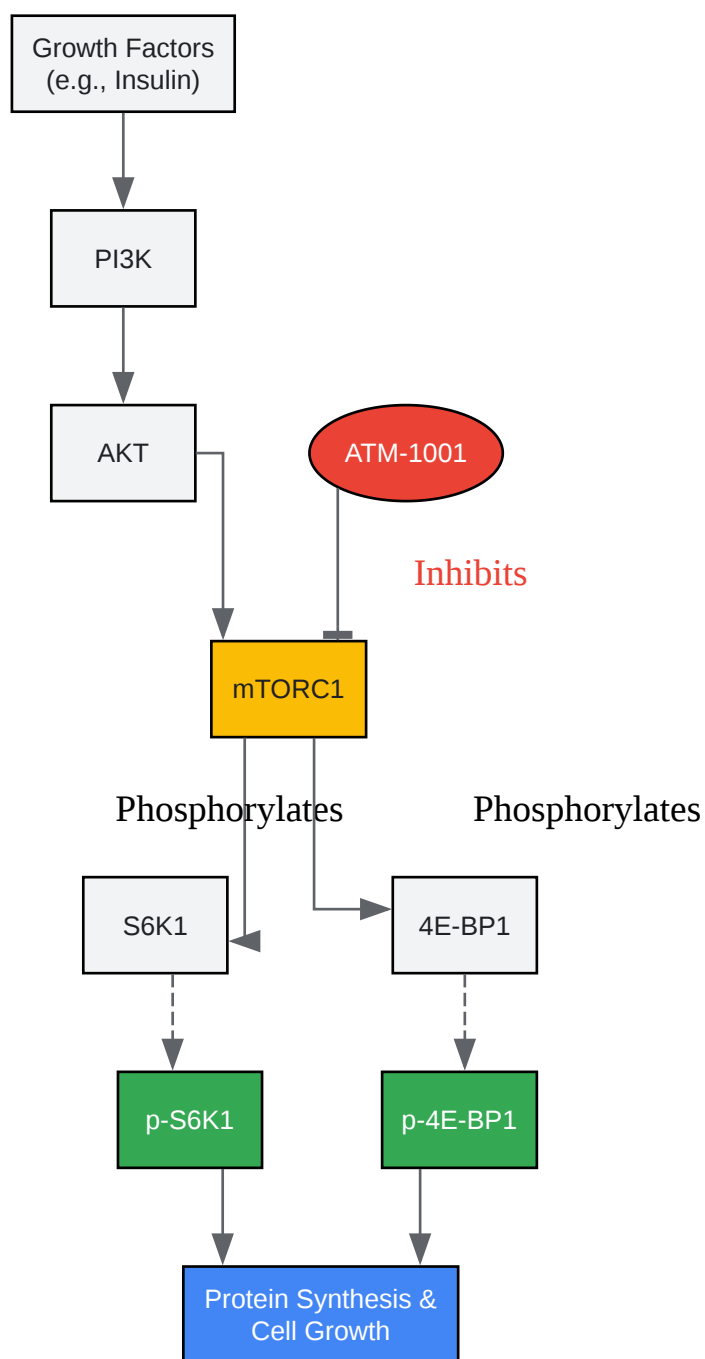 Growth Factors
(e.g., Insulin)
PI3K
AKT
ATM-1001
Inhibits
mTORC1
Phosphorylates
Phosphorylates
S6K1
4E-BP1
p-S6K1
p-4E-BP1
Protein Synthesis &
Cell Growth